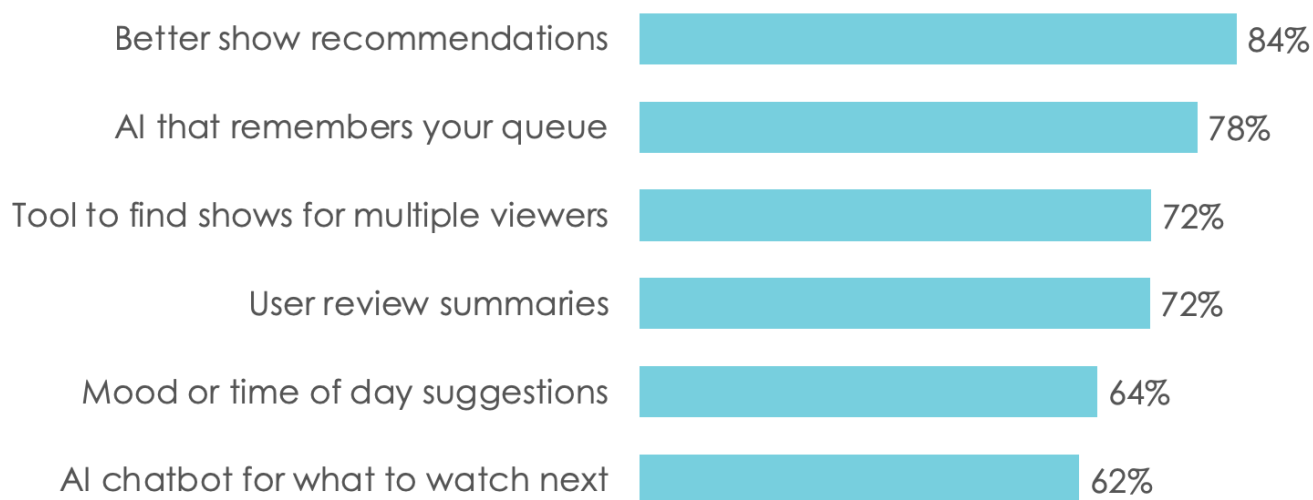 Better show recommendations 84%
AI that remembers your queue 78%
Tool to find shows for multiple viewers 72%
User review summaries 72%
Mood or time of day suggestions 64%
AI chatbot for what to watch next 62%